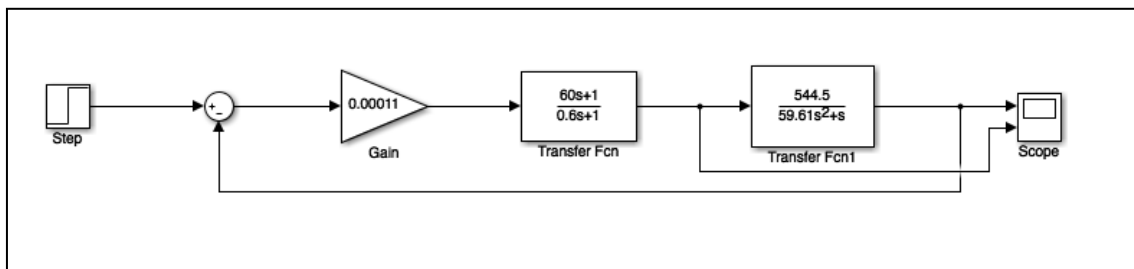 Step
+
−
0.00011
Gain
60s+1
0.6s+1
Transfer Fcn
544.5
59.61s²+s
Transfer Fcn1
Scope